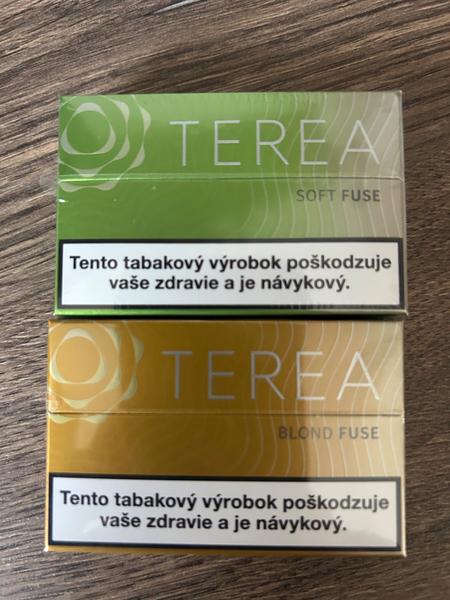 TEREA
SOFT FUSE
Tento tabakový výrobok poškodzuje
vaše zdravie a je návykový.
TEREA
BLOND FUSE
Tento tabakový výrobok poškodzuje
vaše zdravie a je návykový.